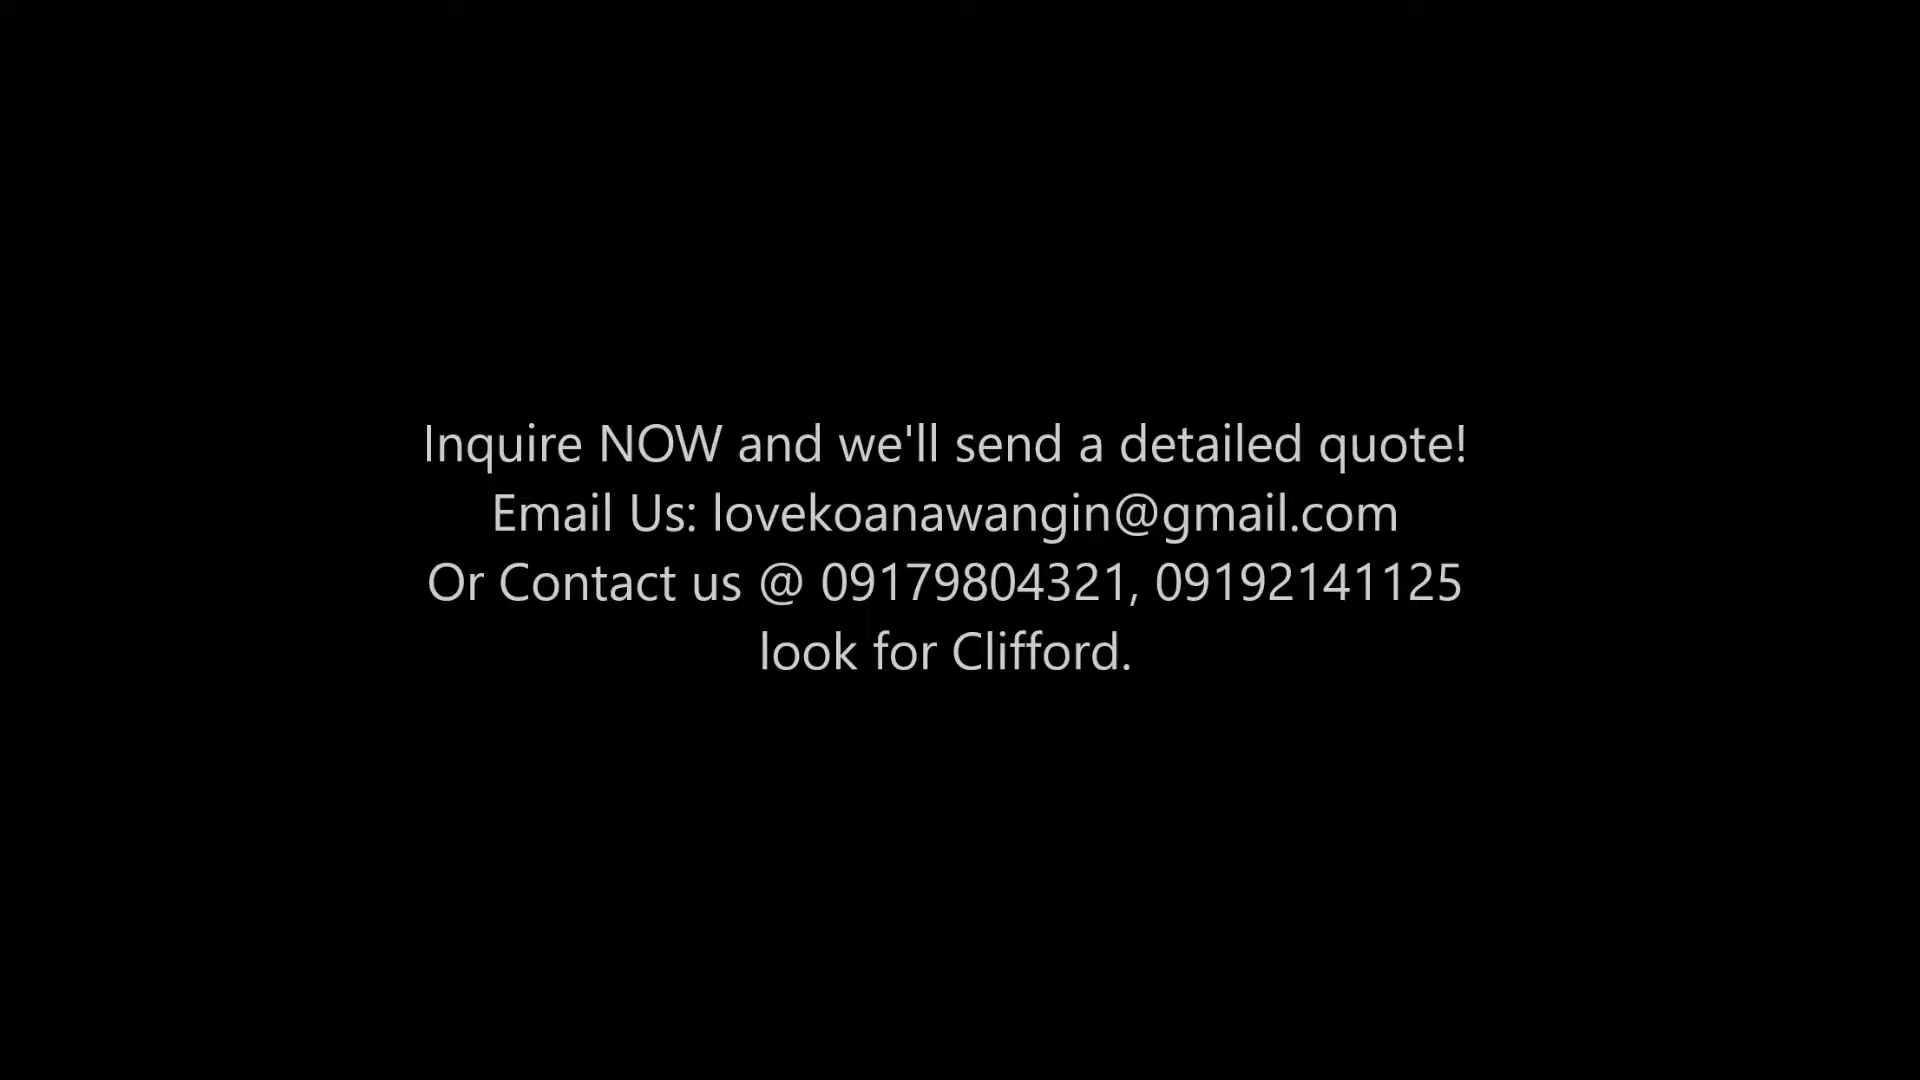 Inquire NOW and we'll send a detailed quote!
Email Us: lovekoanawangin@gmail.com
Or Contact us @ 09179804321, 09192141125
look for Clifford.